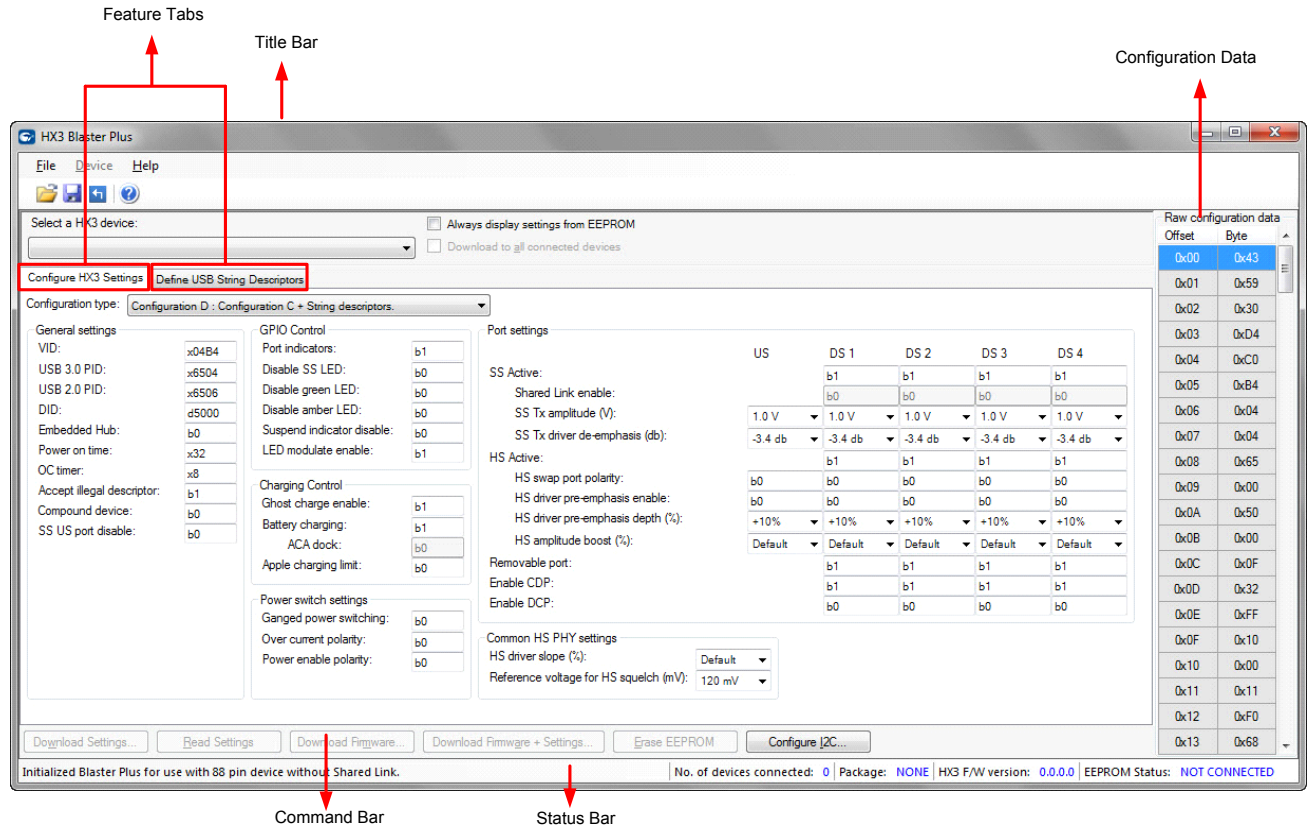 Feature Tabs
Title Bar
Configuration Data
HX3 Blaster Plus
File Device Help
Select a HX3 device:
Always display settings from EEPROM
Download to all connected devices
Raw configuration data
Offset Byte
0x00 0x43
0x01 0x59
0x02 0x30
0x03 0xD4
0x04 0xC0
0x05 0xB4
0x06 0x04
0x07 0x04
0x08 0x65
0x09 0x00
0x0A 0x50
0x0B 0x00
0x0C 0x0F
0x0D 0x32
0x0E 0xFF
0x0F 0x10
0x10 0x00
0x11 0x11
0x12 0xF0
0x13 0x68
Configure HX3 Settings Define USB String Descriptors
Configuration type: Configuration D : Configuration C + String descriptors.
General settings
VID: x04B4
USB 3.0 PID: x6504
USB 2.0 PID: x6506
DID: d5000
Embedded Hub: b0
Power on time: x32
OC timer: x8
Accept illegal descriptor: b1
Compound device: b0
SS US port disable: b0
GPIO Control
Port indicators: b1
Disable SS LED: b0
Disable green LED: b0
Disable amber LED: b0
Suspend indicator disable: b0
LED modulate enable: b1
Charging Control
Ghost charge enable: b1
Battery charging: b1
ACA dock: b0
Apple charging limit: b0
Power switch settings
Ganged power switching: b0
Over current polarity: b0
Power enable polarity: b0
Port settings
US DS 1 DS 2 DS 3 DS 4
SS Active: b1 b1 b1 b1
Shared Link enable: b0 b0 b0 b0
SS Tx amplitude (V): 1.0 V 1.0 V 1.0 V 1.0 V 1.0 V
SS Tx driver de-emphasis (db): -3.4 db -3.4 db -3.4 db -3.4 db -3.4 db
HS Active: b1 b1 b1 b1
HS swap port polarity: b0 b0 b0 b0 b0
HS driver pre-emphasis enable: b0 b0 b0 b0 b0
HS driver pre-emphasis depth (%): +10% +10% +10% +10% +10%
HS amplitude boost (%): Default Default Default Default Default
Removable port: b1 b1 b1 b1
Enable CDP: b1 b1 b1 b1
Enable DCP: b0 b0 b0 b0
Common HS PHY settings
HS driver slope (%): Default
Reference voltage for HS squelch (mV): 120 mV
Download Settings... Read Settings Download Firmware... Download Firmware + Settings... Erase EEPROM Configure I2C...
Initialized Blaster Plus for use with 88 pin device without Shared Link. No. of devices connected: 0 Package: NONE HX3 F/W version: 0.0.0.0 EEPROM Status: NOT CONNECTED
Command Bar
Status Bar